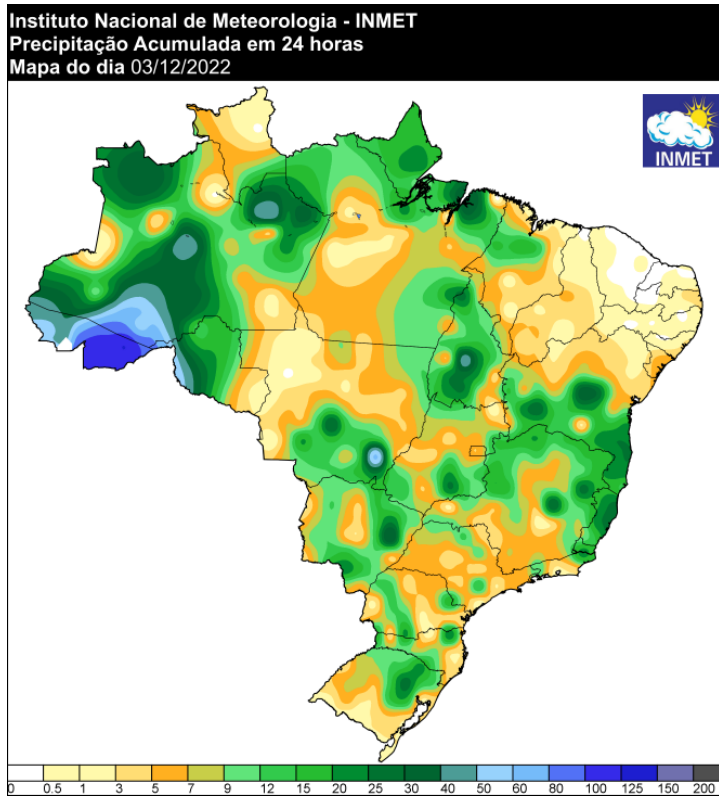 Instituto Nacional de Meteorologia - INMET
Precipitação Acumulada em 24 horas
Mapa do dia 03/12/2022
INMET
0 0.5 1 3 5 7 9 12 15 20 25 30 40 50 60 80 100 125 150 200